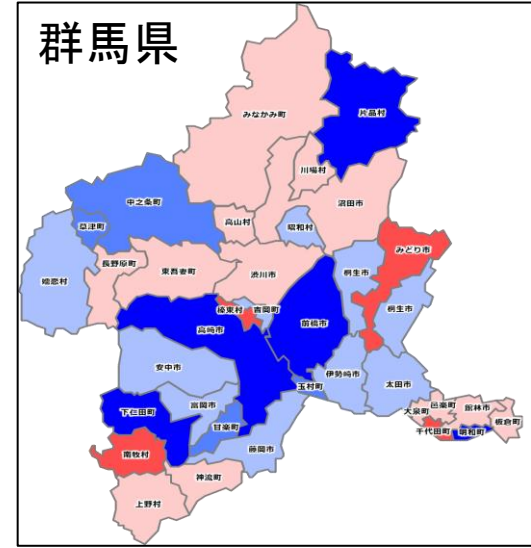 群馬県
みなかみ町
片品村
川場村
沼田市
中之条町
草津町
高山村
昭和村
みどり市
嬬恋村
長野原町
東吾妻町
渋川市
桐生市
榛東村
吉岡町
高崎市
前橋市
桐生市
安中市
玉村町
伊勢崎市
太田市
下仁田町
富岡市
甘楽町
大泉町
邑楽町
館林市
板倉町
千代田町
明和町
南牧村
藤岡市
神流町
上野村